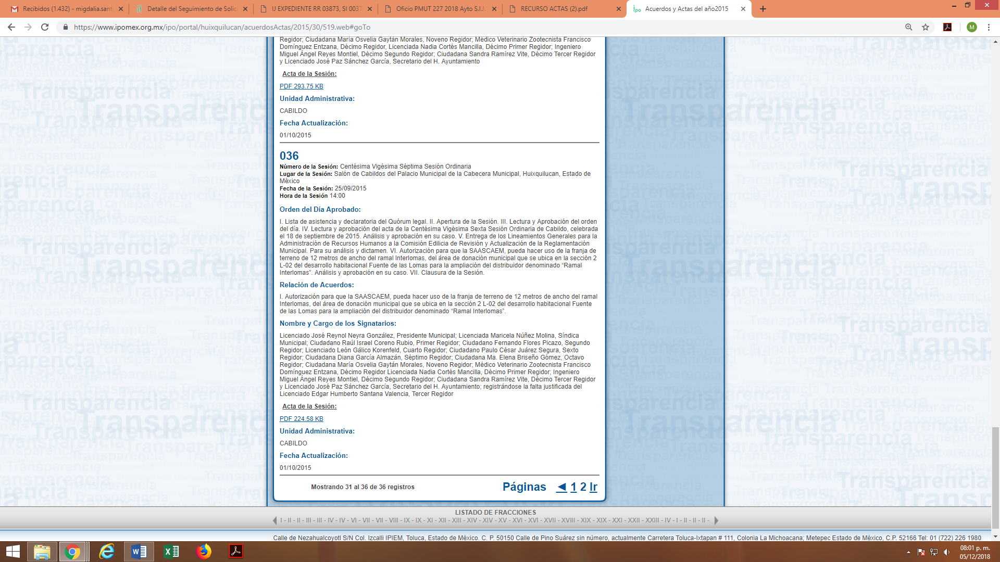 Recibidos (1.432) - migdalia.sant
Detalle del Seguimiento de Solic
IJ EXPEDIENTE RR 03873, SI 0037
Oficio PMUT 227 2018 Ayto S.I.J.
RECURSO ACTAS (2).pdf
Acuerdos y Actas del año2015
https://www.ipomex.org.mx/ipo/portal/huixquilucan/acuerdosActas/2015/30/519.web#goTo
M
Regidor; Ciudadana María Osvelia Gaytán Morales, Noveno Regidor; Médico Veterinario Zootecnista Francisco
Domínguez Entzana, Décimo Regidor, Licenciada Nadia Cortés Mancilla, Décimo Primer Regidor; Ingeniero
Miguel Ángel Reyes Montiel, Décimo Segundo Regidor; Ciudadana Sandra Ramírez Vite, Décimo Tercer Regidor
y Licenciado José Paz Sánchez García, Secretario del H. Ayuntamiento
Acta de la Sesión:
PDF 293.75 KB
Unidad Administrativa:
CABILDO
Fecha Actualización:
01/10/2015
036
Número de la Sesión: Centésima Vigésima Séptima Sesión Ordinaria
Lugar de la Sesión: Salón de Cabildos del Palacio Municipal de la Cabecera Municipal, Huixquilucan, Estado de
México
Fecha de la Sesión: 25/09/2015
Hora de la Sesión 14:00
Orden del Día Aprobado:
I. Lista de asistencia y declaratoria del Quórum legal. II. Apertura de la Sesión. III. Lectura y Aprobación del orden
del día. IV. Lectura y aprobación del acta de la Centésima Vigésima Sexta Sesión Ordinaria de Cabildo, celebrada
el 18 de septiembre de 2015. Análisis y aprobación en su caso. V. Entrega de los Lineamientos Generales para la
Administración de Recursos Humanos a la Comisión Edilicia de Revisión y Actualización de la Reglamentación
Municipal. Para su análisis y dictamen. VI. Autorización para que la SAASCAEM, pueda hacer uso de la franja de
terreno de 12 metros de ancho del ramal Interlomas, del área de donación municipal que se ubica en la sección 2
L-02 del desarrollo habitacional Fuente de las Lomas para la ampliación del distribuidor denominado “Ramal
Interlomas”. Análisis y aprobación en su caso. VII. Clausura de la Sesión.
Relación de Acuerdos:
I. Autorización para que la SAASCAEM, pueda hacer uso de la franja de terreno de 12 metros de ancho del ramal
Interlomas, del área de donación municipal que se ubica en la sección 2 L-02 del desarrollo habitacional Fuente
de las Lomas para la ampliación del distribuidor denominado “Ramal Interlomas”.
Nombre y Cargo de los Signatarios:
Licenciado José Reynol Neyra González, Presidente Municipal; Licenciada Maricela Núñez Molina, Síndica
Municipal; Ciudadano Raúl Israel Coreno Rubio, Primer Regidor; Ciudadano Fernando Flores Picazo, Segundo
Regidor; Licenciado León Gálico Korenfeld, Cuarto Regidor; Ciudadano Paulo César Juárez Segura, Sexto
Regidor; Ciudadana Diana García Almazán, Séptimo Regidor; Ciudadana Ma. Elena Briseño Gómez, Octavo
Regidor; Ciudadana María Osvelia Gaytán Morales, Noveno Regidor; Médico Veterinario Zootecnista Francisco
Domínguez Entzana, Décimo Regidor Licenciada Nadia Cortés Mancilla, Décimo Primer Regidor; Ingeniero
Miguel Ángel Reyes Montiel, Décimo Segundo Regidor; Ciudadana Sandra Ramírez Vite, Décimo Tercer Regidor
y Licenciado José Paz Sánchez García, Secretario del H. Ayuntamiento; registrándose la falta justificada del
Licenciado Edgar Humberto Santana Valencia, Tercer Regidor
Acta de la Sesión:
PDF 224.58 KB
Unidad Administrativa:
CABILDO
Fecha Actualización:
01/10/2015
Mostrando 31 al 36 de 36 registros
Páginas ◄ 1 2 Ir
LISTADO DE FRACCIONES
I - II - II - III - III - IV - IV - VI - VII - VII - VIII - IX - IX - XI - XII - XIII - XIV - XIV - XV - XVI - XVI - XVII - XVIII - XIX - XIX - XXI - XXII - XXIII - IV - I - II - II - II -
Calle de Nezahualcoyotl S/N Col. Izcalli IPIEM, Toluca, Estado de México. C. P. 50150 Calle de Pino Suárez sin número, actualmente Carretera Toluca-Ixtapan # 111, Colonia La Michoacana; Metepec Estado de México, C.P. 52166 Tel: 01 (722) 226 1980
08:01 p. m.
05/12/2018